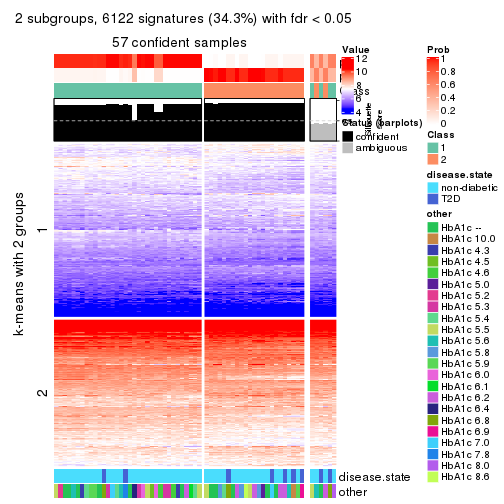 2 subgroups, 6122 signatures (34.3%) with fdr < 0.05
57 confident samples
k-means with 2 groups
1
2
Value
12
10
8
6
4
Status (barplots)
confident
ambiguous
Silhouette
score
Prob
1
0.8
0.6
0.4
0.2
0
Class
1
2
disease.state
non-diabetic
T2D
other
HbA1c --
HbA1c 10.0
HbA1c 4.3
HbA1c 4.5
HbA1c 4.6
HbA1c 5.0
HbA1c 5.2
HbA1c 5.3
HbA1c 5.4
HbA1c 5.5
HbA1c 5.6
HbA1c 5.8
HbA1c 5.9
HbA1c 6.0
HbA1c 6.1
HbA1c 6.2
HbA1c 6.4
HbA1c 6.8
HbA1c 6.9
HbA1c 7.0
HbA1c 7.8
HbA1c 8.0
HbA1c 8.6
disease.state
other